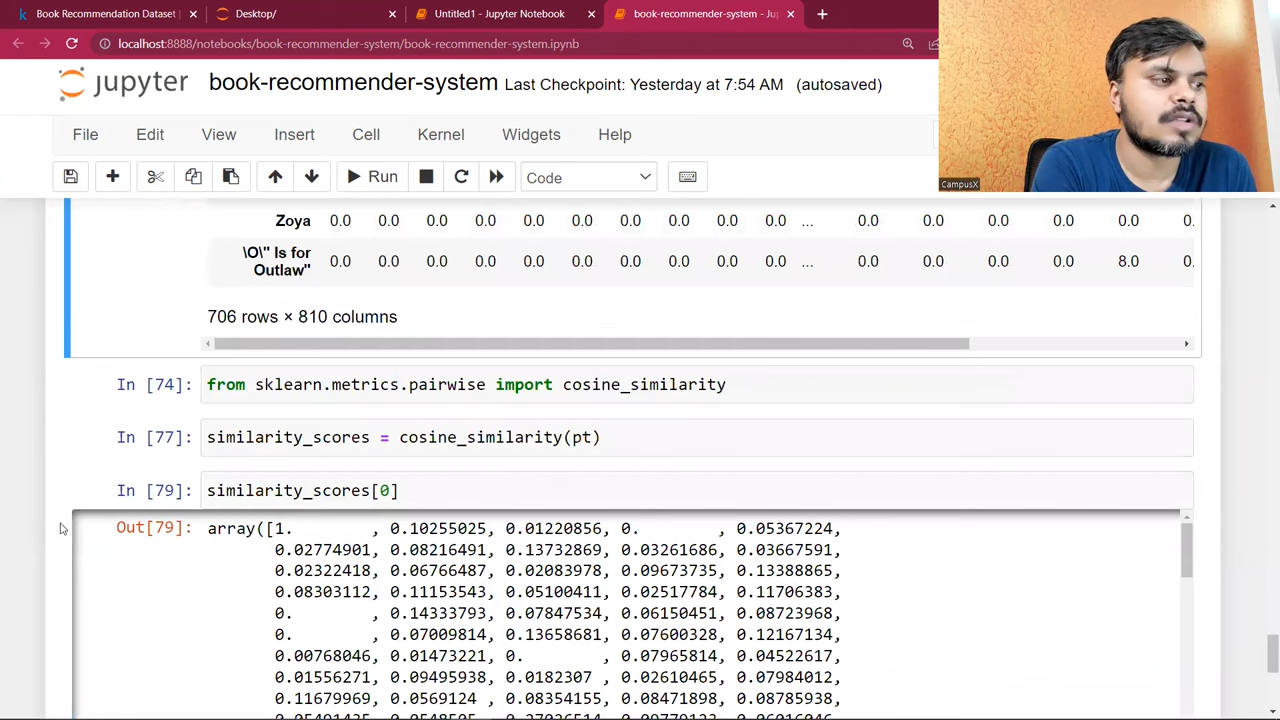 Book Recommendation Dataset
Desktop/
Untitled1 - Jupyter Notebook
book-recommender-system - Ju
localhost:8888/notebooks/book-recommender-system/book-recommender-system.ipynb
jupyter book-recommender-system Last Checkpoint: Yesterday at 7:54 AM (autosaved)
File Edit View Insert Cell Kernel Widgets Help
Run Code
CampusX
Zoya 0.0 0.0 0.0 0.0 0.0 0.0 0.0 0.0 0.0 0.0 ... 0.0 0.0 0.0 0.0 0.0 0.
\O\" Is for
Outlaw" 0.0 0.0 0.0 0.0 0.0 0.0 0.0 0.0 0.0 0.0 ... 0.0 0.0 0.0 0.0 8.0 0.
706 rows × 810 columns
In [74]: from sklearn.metrics.pairwise import cosine_similarity
In [77]: similarity_scores = cosine_similarity(pt)
In [79]: similarity_scores[0]
Out[79]: array([1. , 0.10255025, 0.01220856, 0. , 0.05367224,
0.02774901, 0.08216491, 0.13732869, 0.03261686, 0.03667591,
0.02322418, 0.06766487, 0.02083978, 0.09673735, 0.13388865,
0.08303112, 0.11153543, 0.05100411, 0.02517784, 0.11706383,
0. , 0.14333793, 0.07847534, 0.06150451, 0.08723968,
0. , 0.07009814, 0.13658681, 0.07600328, 0.12167134,
0.00768046, 0.01473221, 0. , 0.07965814, 0.04522617,
0.01556271, 0.09495938, 0.0182307 , 0.02610465, 0.07984012,
0.11679969, 0.0569124 , 0.08354155, 0.08471898, 0.08785938,